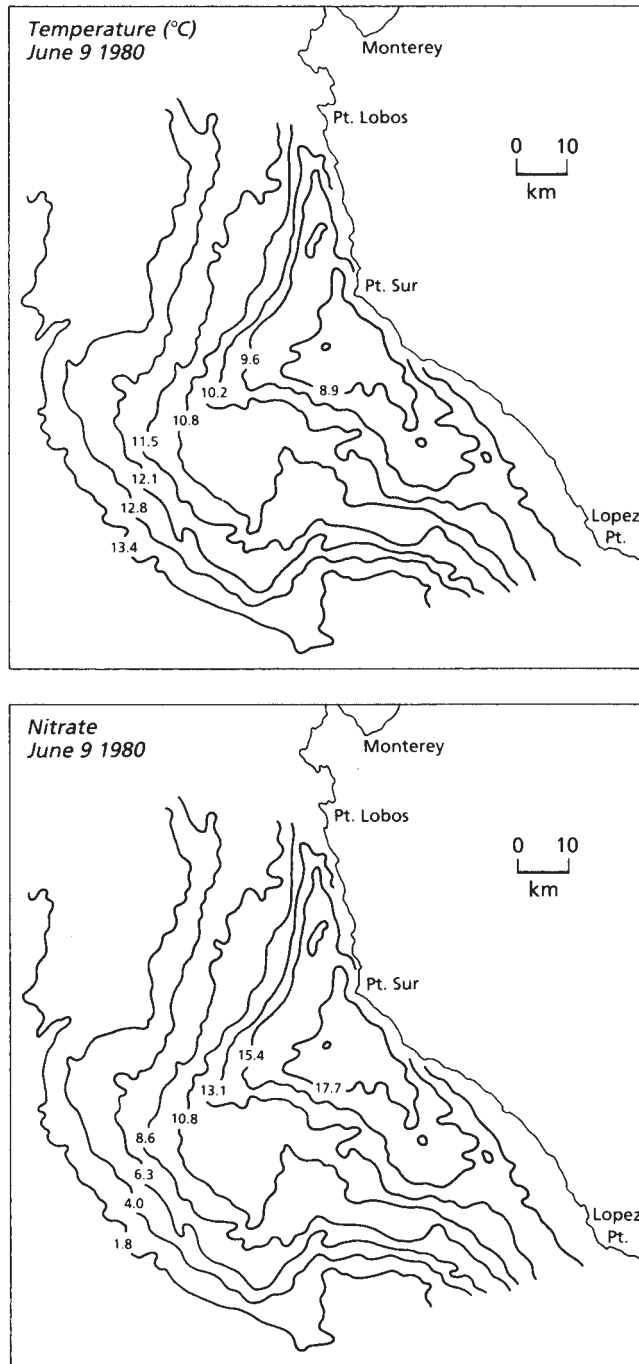 Temperature (°C)
June 9 1980
Monterey
Pt. Lobos
0 10
km
Pt. Sur
9.6
8.9
10.2
10.8
11.5
12.1
12.8
13.4
Lopez
Pt.
Nitrate
June 9 1980
Monterey
Pt. Lobos
0 10
km
Pt. Sur
15.4
17.7
13.1
10.8
8.6
6.3
4.0
1.8
Lopez
Pt.